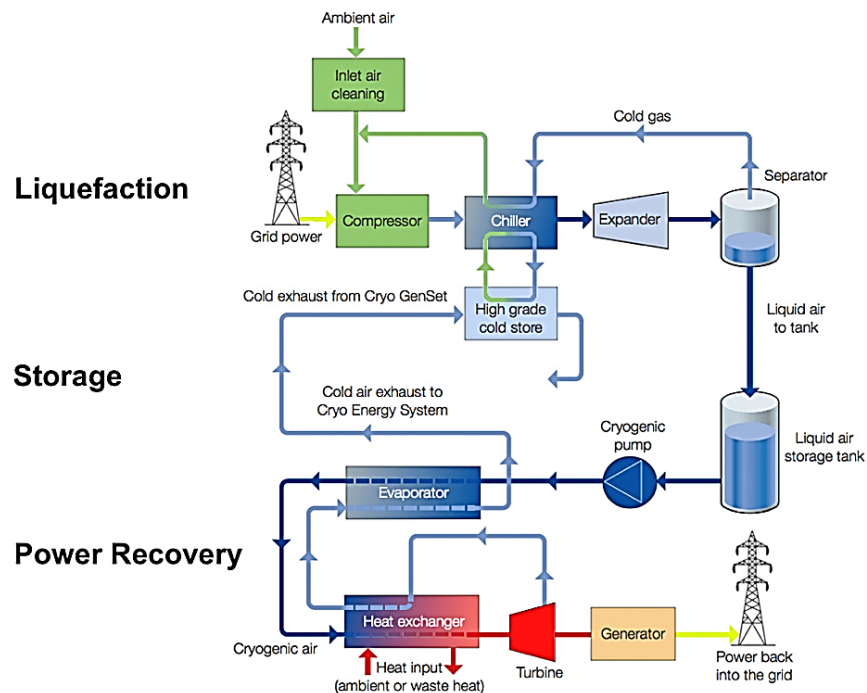 Ambient air
Inlet air
cleaning
Cold gas
Separator
Liquefaction
Grid power
Compressor
Chiller
Expander
Cold exhaust from Cryo GenSet
High grade
cold store
Liquid air
to tank
Storage
Cold air exhaust to
Cryo Energy System
Cryogenic
pump
Liquid air
storage tank
Evaporator
Power Recovery
Cryogenic air
Heat exchanger
Heat input
(ambient or waste heat)
Turbine
Generator
Power back
into the grid